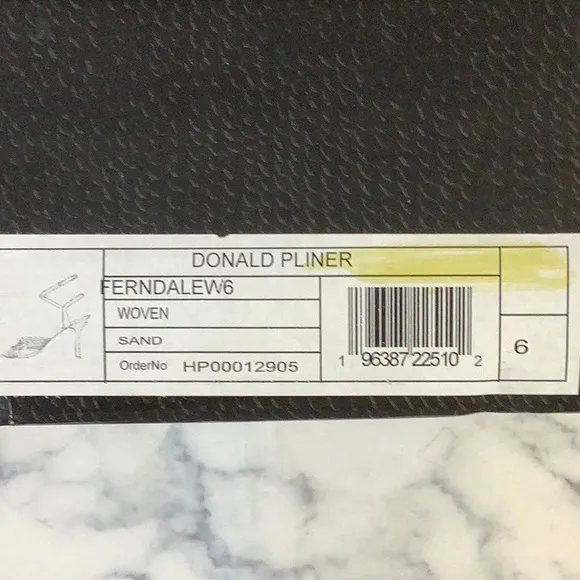 DONALD PLINER
FERNDALEW6
WOVEN
SAND
OrderNo HP00012905
1 96387 22510 2
6